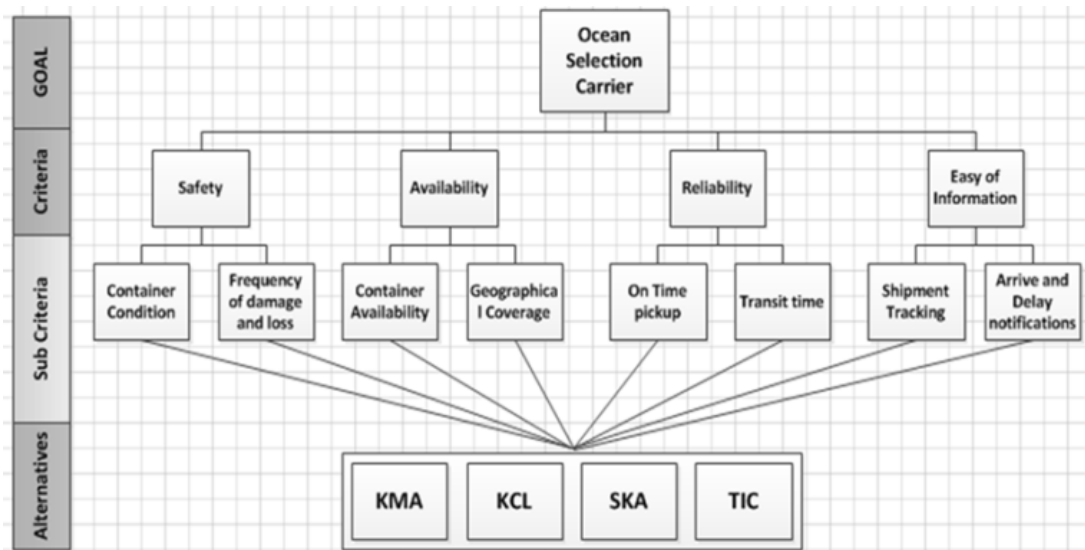 GOAL
Ocean
Selection
Carrier
Criteria
Safety
Availability
Reliability
Easy of
Information
Sub Criteria
Container
Condition
Frequency
of damage
and loss
Container
Availability
Geographica
l Coverage
On Time
pickup
Transit time
Shipment
Tracking
Arrive and
Delay
notifications
Alternatives
KMA
KCL
SKA
TIC